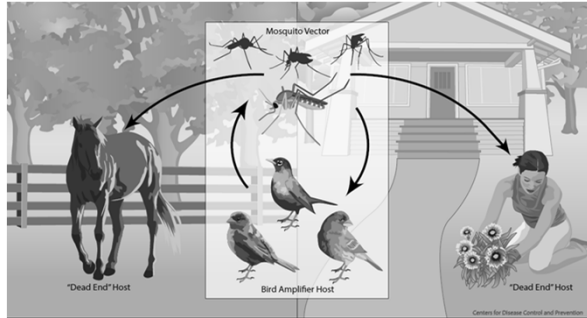 Mosquito Vector
"Dead End" Host
Bird Amplifier Host
"Dead End" Host
Centers for Disease Control and Prevention